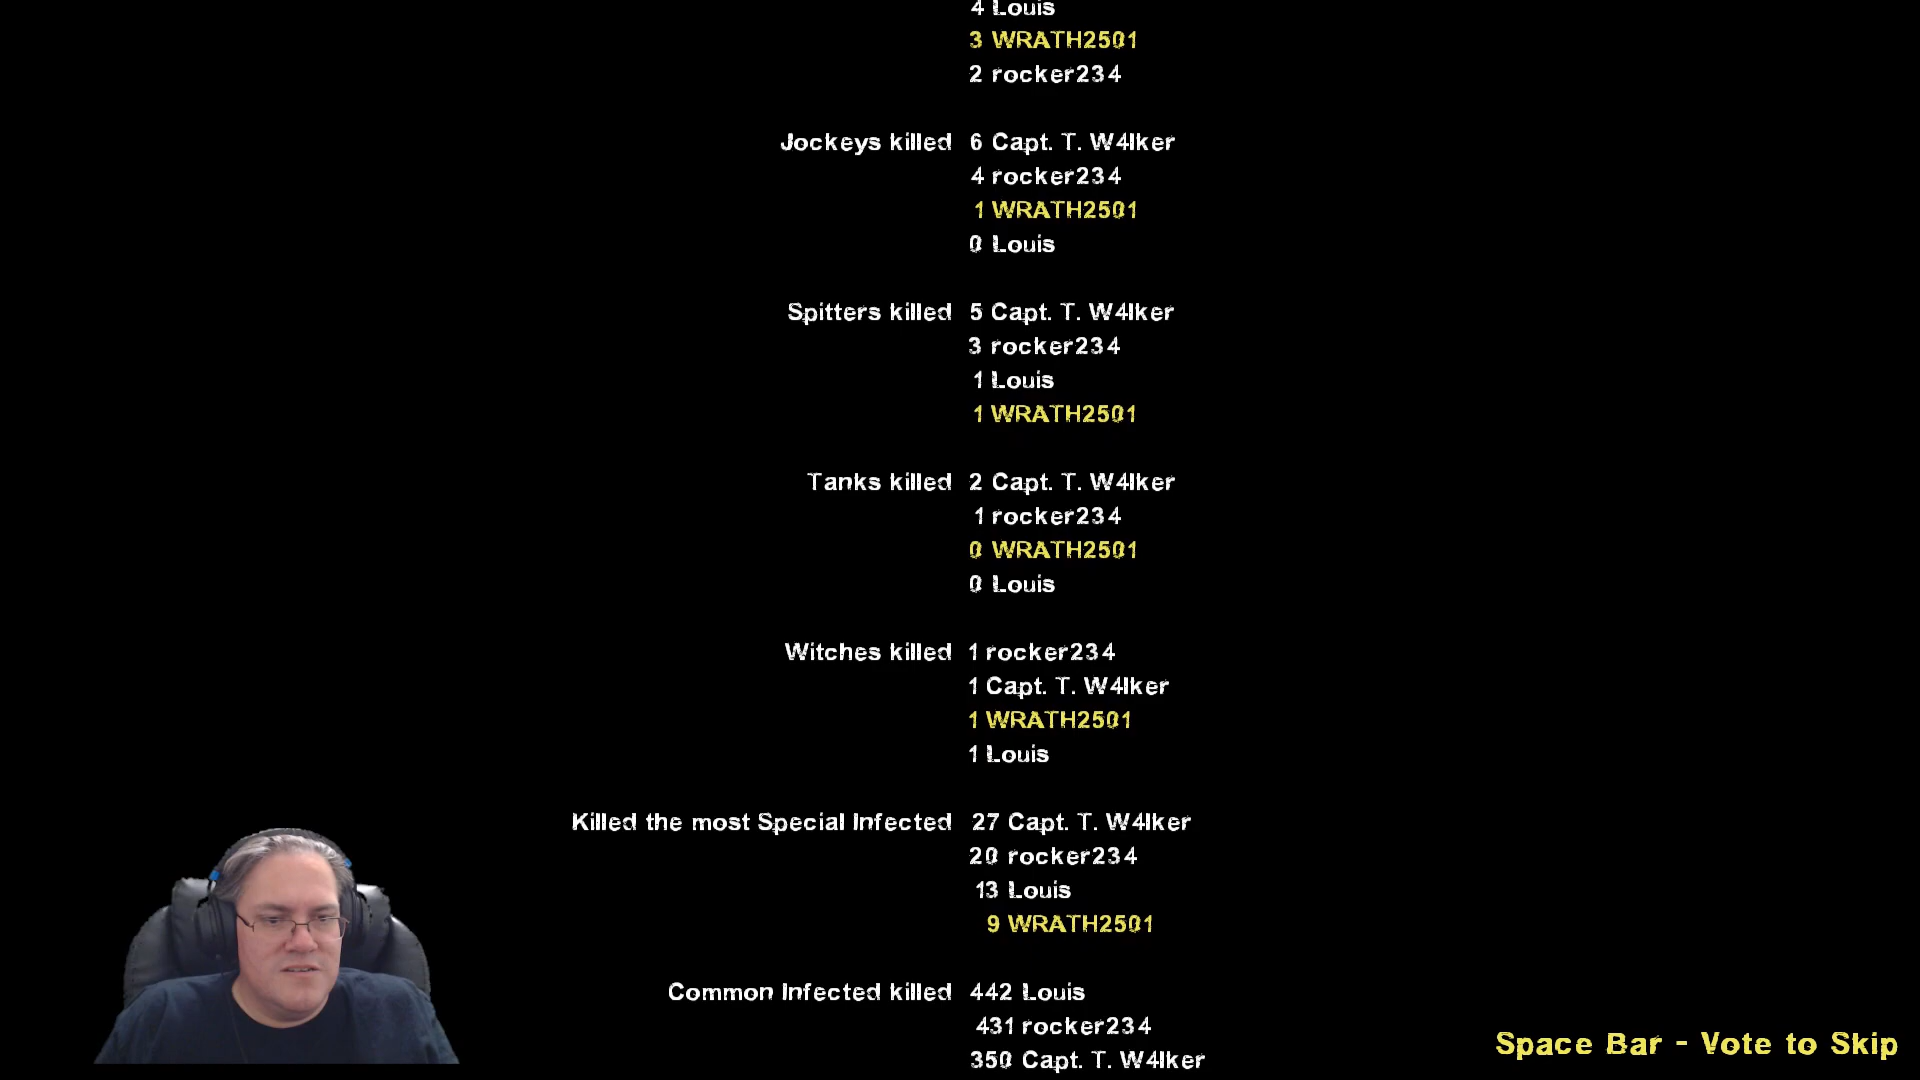 4 Louis
3 WRATH2501
2 rocker234
Jockeys killed 6 Capt. T. W4lker
4 rocker234
1 WRATH2501
0 Louis
Spitters killed 5 Capt. T. W4lker
3 rocker234
1 Louis
1 WRATH2501
Tanks killed 2 Capt. T. W4lker
1 rocker234
0 WRATH2501
0 Louis
Witches killed 1 rocker234
1 Capt. T. W4lker
1 WRATH2501
1 Louis
Killed the most Special Infected 27 Capt. T. W4lker
20 rocker234
13 Louis
9 WRATH2501
Common Infected killed 442 Louis
431 rocker234
350 Capt. T. W4lker
Space Bar - Vote to Skip